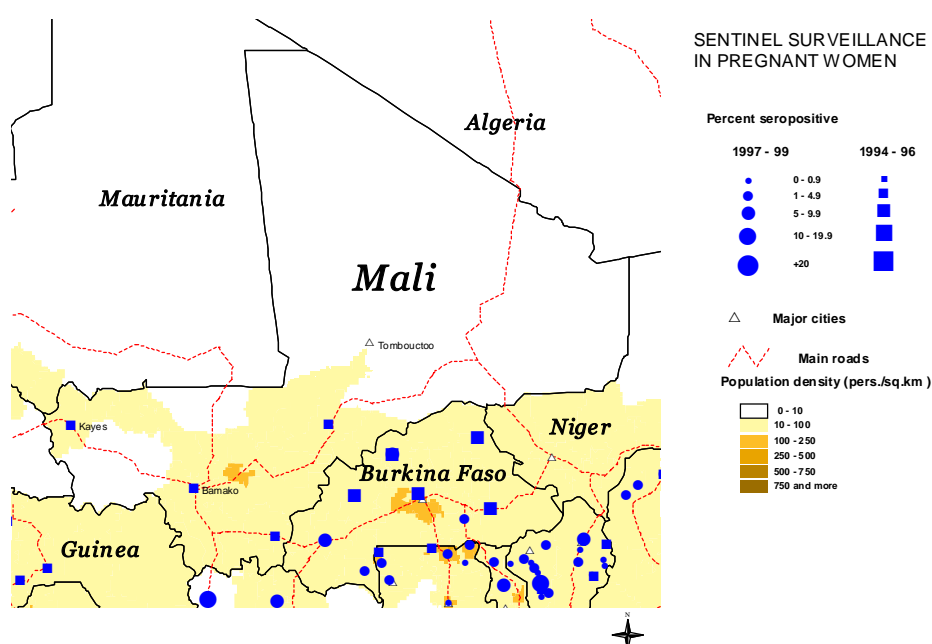 SENTINEL SURVEILLANCE
IN PREGNANT WOMEN
Percent seropositive
1997 - 99
1994 - 96
0 - 0.9
1 - 4.9
5 - 9.9
10 - 19.9
+20
Major cities
Main roads
Population density (pers./sq.km )
0 - 10
10 - 100
100 - 250
250 - 500
500 - 750
750 and more
Algeria
Mauritania
Mali
Tombouctoo
Kayes
Niger
Burkina Faso
Bamako
Guinea
N